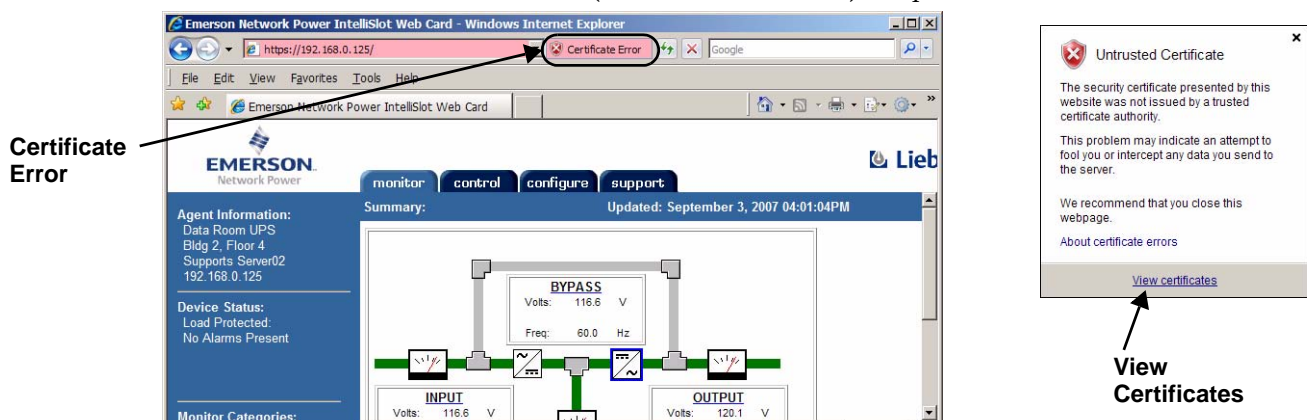 Emerson Network Power IntelliSlot Web Card - Windows Internet Explorer
https://192.168.0.125/
Certificate Error
Google
File Edit View Favorites Tools Help
Emerson Network Power IntelliSlot Web Card
»
Certificate
Error
EMERSON
Network Power
Lieb
monitor control configure support
Summary:
Updated: September 3, 2007 04:01:04PM
Agent Information:
Data Room UPS
Bldg 2, Floor 4
Supports Server02
192.168.0.125
Device Status:
Load Protected:
No Alarms Present
Monitor Categories:
BYPASS
Volts: 116.6 V
Freq: 60.0 Hz
INPUT
Volts: 116.6 V
OUTPUT
Volts: 120.1 V
Untrusted Certificate
The security certificate presented by this
website was not issued by a trusted
certificate authority.
This problem may indicate an attempt to
fool you or intercept any data you send to
the server.
We recommend that you close this
webpage.
About certificate errors
View certificates
View
Certificates